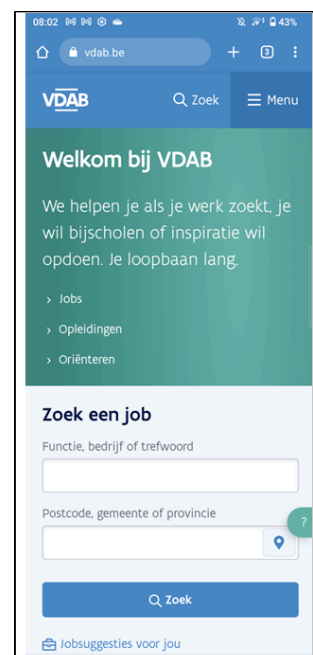 08:02 43%
vdab.be 3
VDAB Zoek Menu
Welkom bij VDAB
We helpen je als je werk zoekt, je
wil bijscholen of inspiratie wil
opdoen. Je loopbaan lang.
› Jobs
› Opleidingen
› Oriënteren
Zoek een job
Functie, bedrijf of trefwoord
Postcode, gemeente of provincie
?
Zoek
Jobsuggesties voor jou